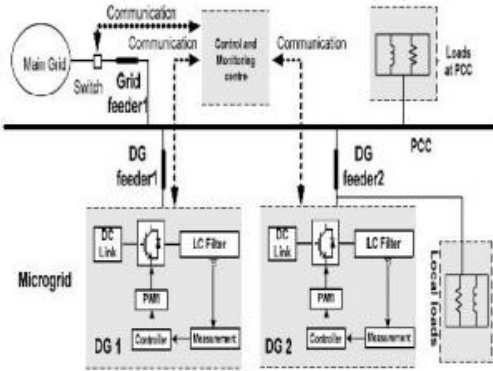 Communication
Communication
Communication
Main Grid
Switch
Grid
feeder1
Control and
Monitoring
centre
Loads
at PCC
PCC
DG
feeder1
DG
feeder2
Microgrid
DC
Link
LC Filter
PWM
Controller
Measurement
DG 1
DC
Link
LC Filter
PWM
Controller
Measurement
DG 2
Local loads